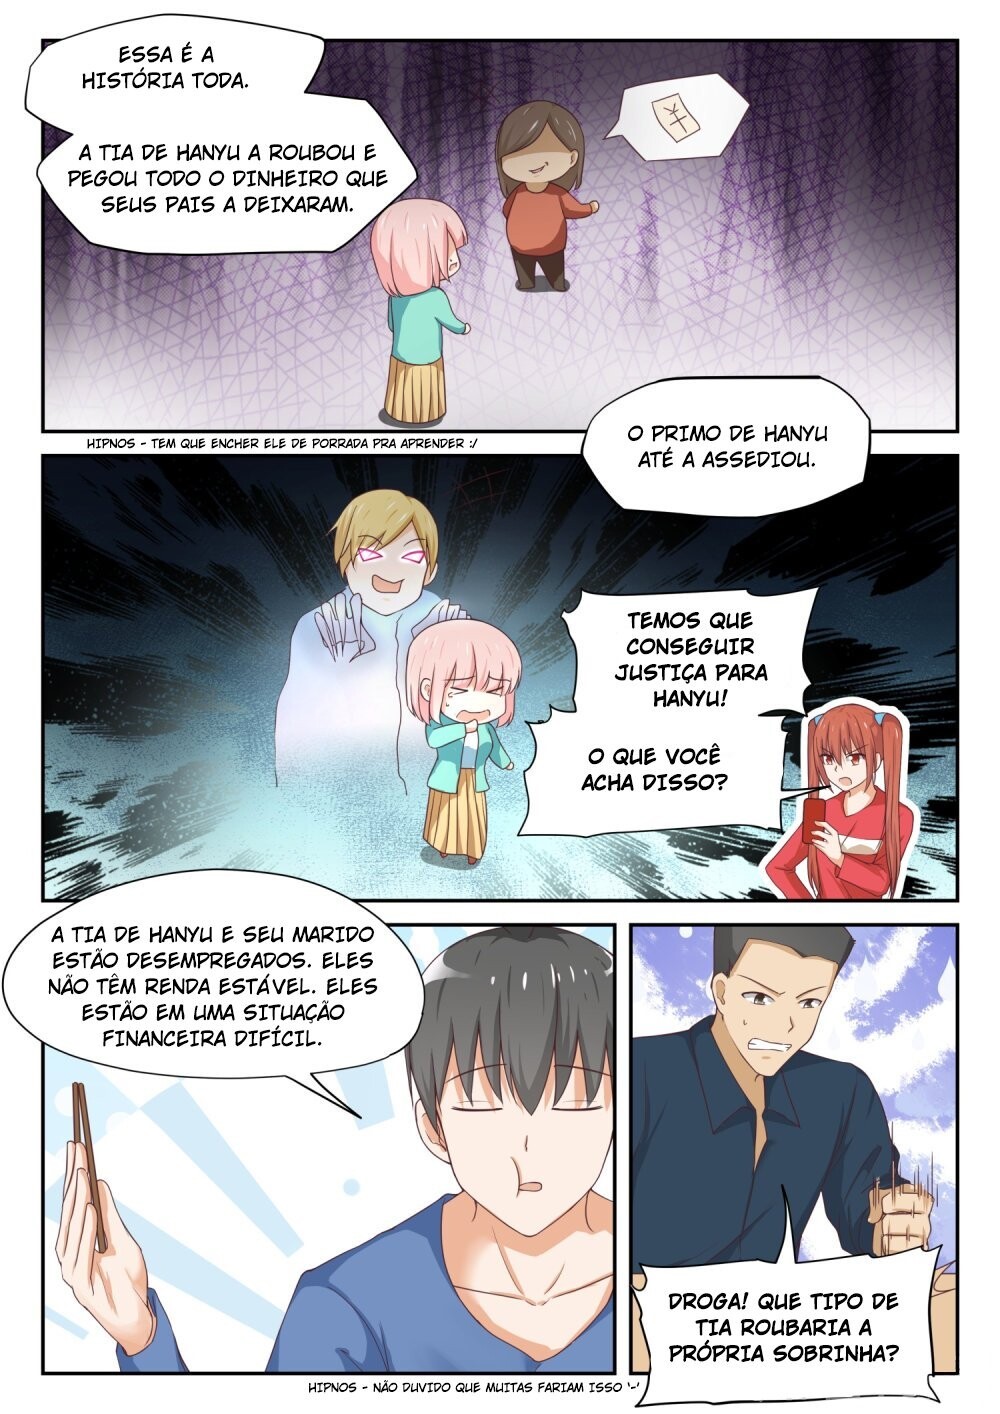 ESSA É A
HISTÓRIA TODA.
A TIA DE HANYU A ROUBOU E
PEGOU TODO O DINHEIRO QUE
SEUS PAIS A DEIXARAM.
¥
HIPNOS - TEM QUE ENCHER ELE DE PORRADA PRA APRENDER :/
O PRIMO DE HANYU
ATÉ A ASSEDIOU.
TEMOS QUE
CONSEGUIR
JUSTIÇA PARA
HANYU!
O QUE VOCÊ
ACHA DISSO?
A TIA DE HANYU E SEU MARIDO
ESTÃO DESEMPREGADOS. ELES
NÃO TÊM RENDA ESTÁVEL. ELES
ESTÃO EM UMA SITUAÇÃO
FINANCEIRA DIFÍCIL.
DROGA! QUE TIPO DE
TIA ROUBARIA A
PRÓPRIA SOBRINHA?
HIPNOS - NÃO DUVIDO QUE MUITAS FARIAM ISSO '-'